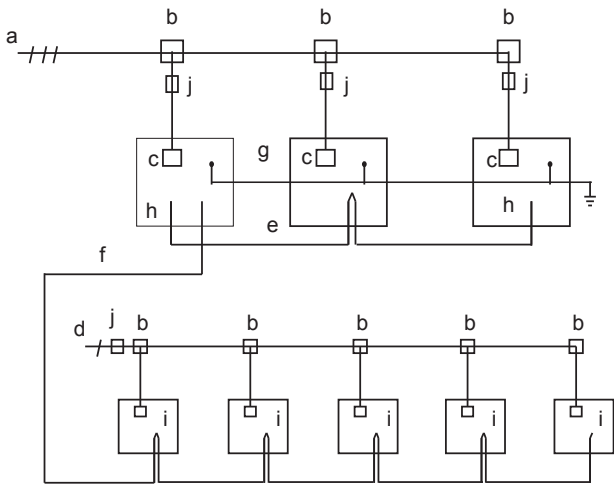 b b b
a
j j j
c c c
g
h h
e
f
d j b b b b b
i i i i i